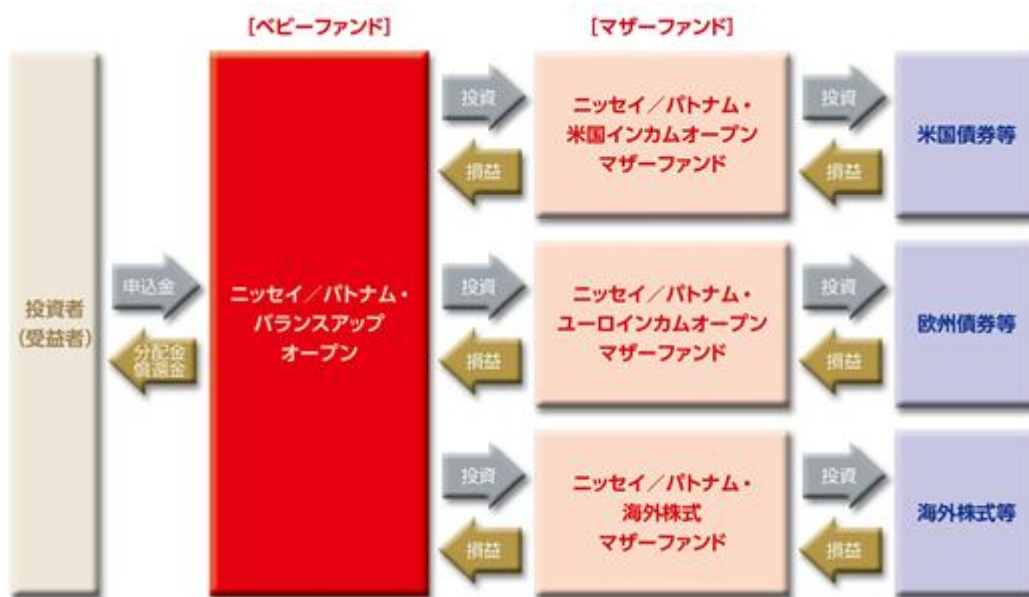 [ベビーファンド]
[マザーファンド]
投資者
(受益者)
申込金
分配金
償還金
ニッセイ／パトナム・
バランスアップ
オープン
投資
損益
ニッセイ／パトナム・
米国インカムオープン
マザーファンド
投資
損益
米国債券等
投資
損益
ニッセイ／パトナム・
ユーロインカムオープン
マザーファンド
投資
損益
欧州債券等
投資
損益
ニッセイ／パトナム・
海外株式
マザーファンド
投資
損益
海外株式等